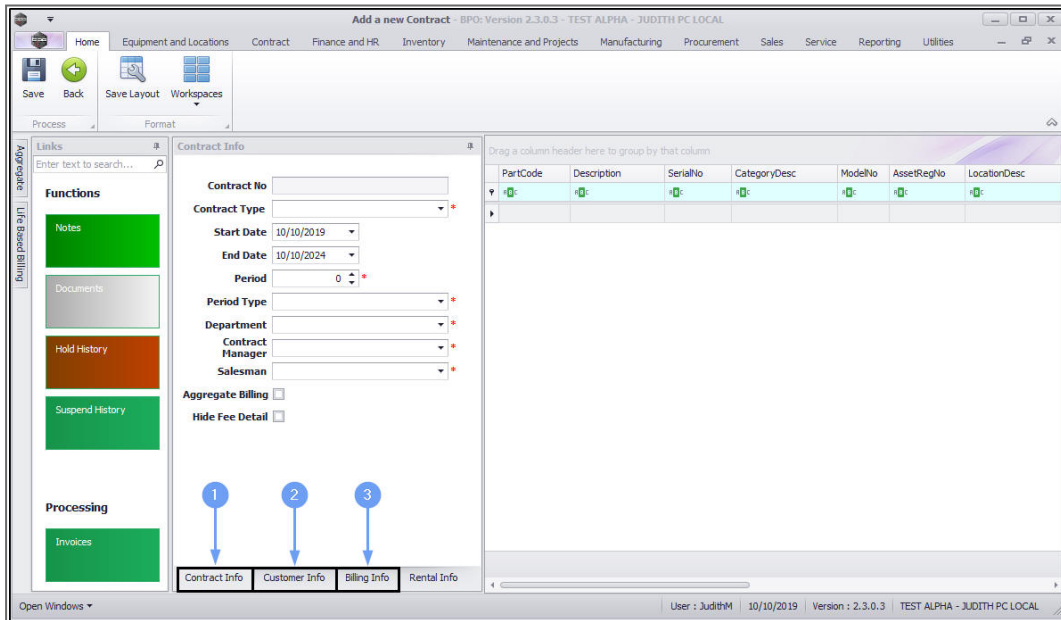 Add a new Contract - BPO: Version 2.3.0.3 - TEST ALPHA - JUDITH PC LOCAL
Home Equipment and Locations Contract Finance and HR Inventory Maintenance and Projects Manufacturing Procurement Sales Service Reporting Utilities
Save Back Save Layout Workspaces
Process Format
Aggregate
Life Based Billing
Links
Enter text to search...
Functions
Notes
Documents
Hold History
Suspend History
Processing
Invoices
Contract Info
Contract No
Contract Type *
Start Date 10/10/2019
End Date 10/10/2024
Period 0 *
Period Type *
Department *
Contract
Manager *
Salesman *
Aggregate Billing
Hide Fee Detail
1 2 3
Contract Info Customer Info Billing Info Rental Info
Drag a column header here to group by that column
PartCode Description SerialNo CategoryDesc ModelNo AssetRegNo LocationDesc
Open Windows User : JudithM 10/10/2019 Version : 2.3.0.3 TEST ALPHA - JUDITH PC LOCAL